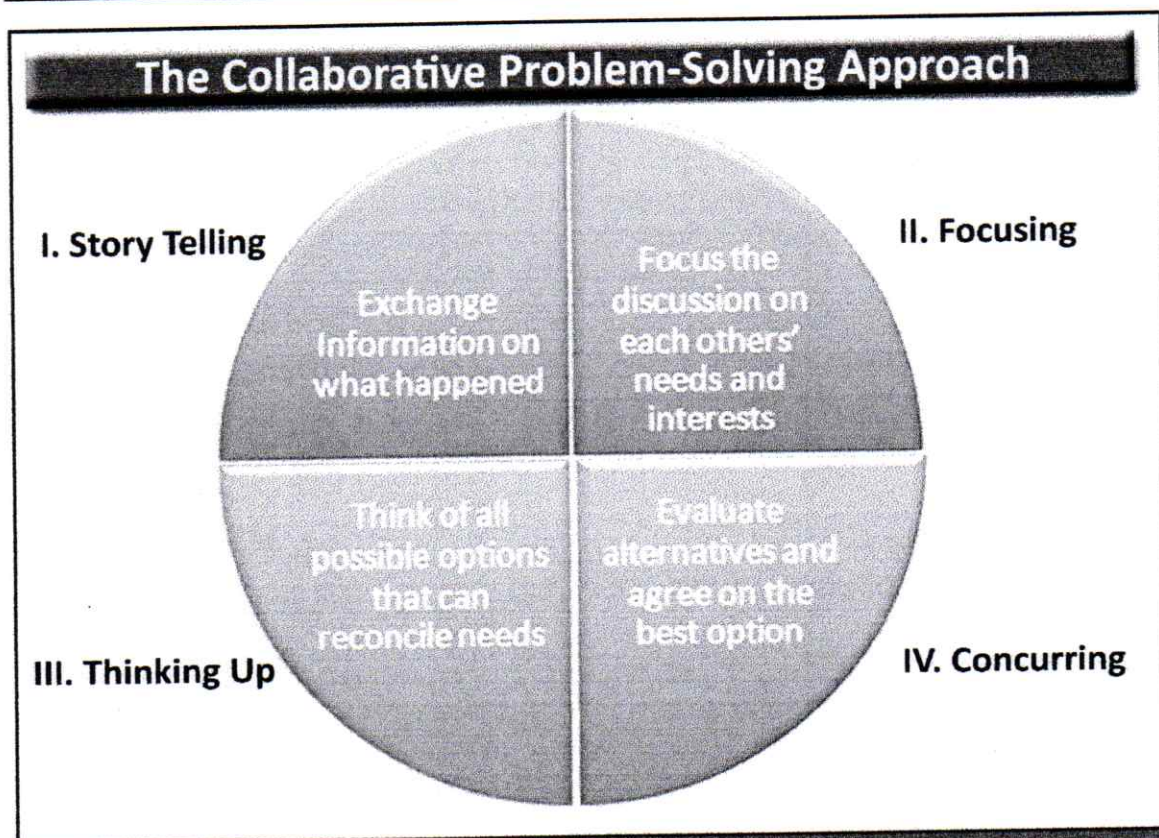 The Collaborative Problem-Solving Approach
I. Story Telling
Exchange
Information on
what happened
II. Focusing
Focus the
discussion on
each others'
needs and
interests
III. Thinking Up
Think of all
possible options
that can
reconcile needs
IV. Concurring
Evaluate
alternatives and
agree on the
best option